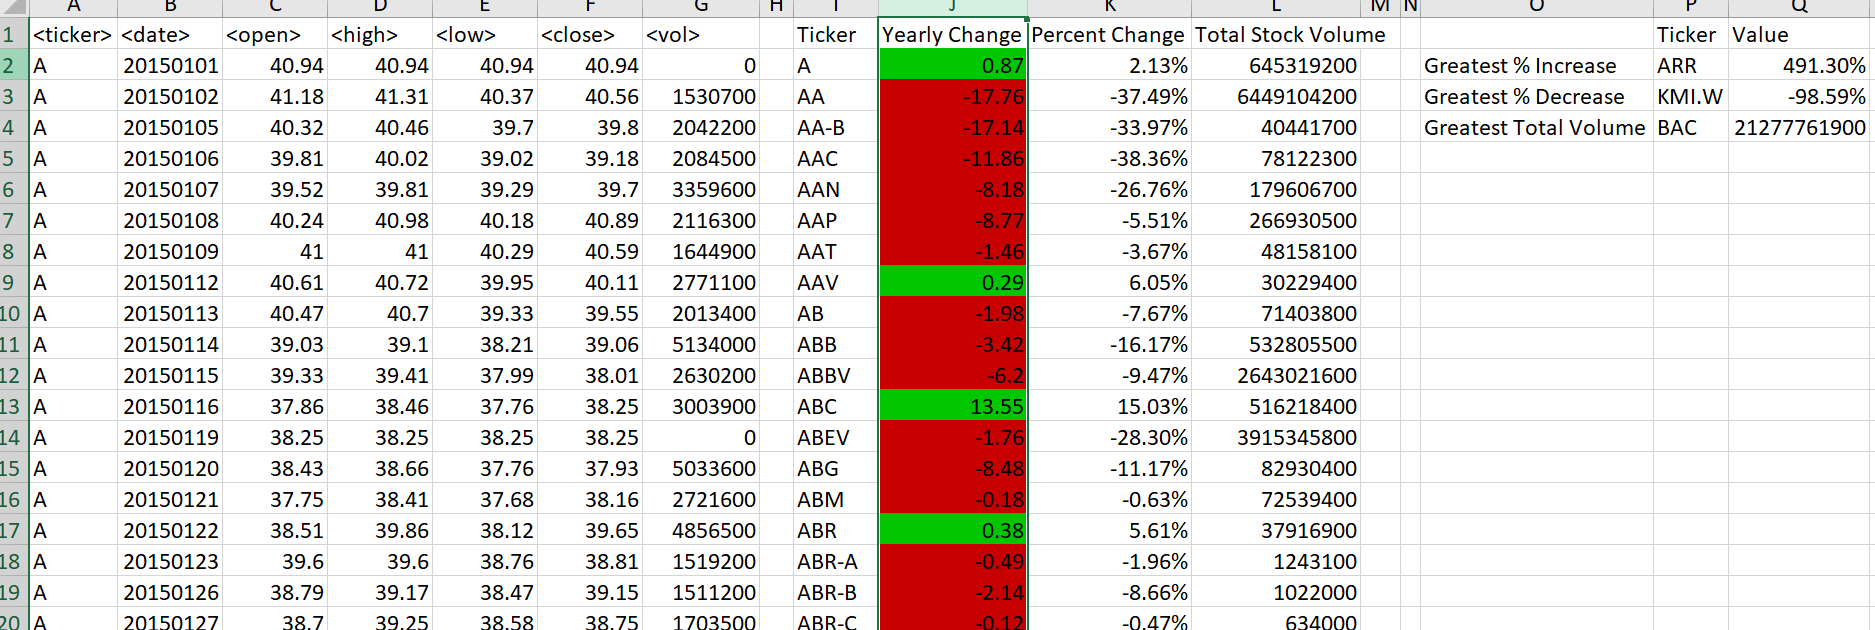 A B C D E F G H I J K L M N O P Q
1 <ticker> <date> <open> <high> <low> <close> <vol> Ticker Yearly Change Percent Change Total Stock Volume Ticker Value
2 A 20150101 40.94 40.94 40.94 40.94 0 A 0.87 2.13% 645319200 Greatest % Increase ARR 491.30%
3 A 20150102 41.18 41.31 40.37 40.56 1530700 AA -17.76 -37.49% 6449104200 Greatest % Decrease KMI.W -98.59%
4 A 20150105 40.32 40.46 39.7 39.8 2042200 AA-B -17.14 -33.97% 40441700 Greatest Total Volume BAC 21277761900
5 A 20150106 39.81 40.02 39.02 39.18 2084500 AAC -11.86 -38.36% 78122300
6 A 20150107 39.52 39.81 39.29 39.7 3359600 AAN -8.18 -26.76% 179606700
7 A 20150108 40.24 40.98 40.18 40.89 2116300 AAP -8.77 -5.51% 266930500
8 A 20150109 41 41 40.29 40.59 1644900 AAT -1.46 -3.67% 48158100
9 A 20150112 40.61 40.72 39.95 40.11 2771100 AAV 0.29 6.05% 30229400
10 A 20150113 40.47 40.7 39.33 39.55 2013400 AB -1.98 -7.67% 71403800
11 A 20150114 39.03 39.1 38.21 39.06 5134000 ABB -3.42 -16.17% 532805500
12 A 20150115 39.33 39.41 37.99 38.01 2630200 ABBV -6.2 -9.47% 2643021600
13 A 20150116 37.86 38.46 37.76 38.25 3003900 ABC 13.55 15.03% 516218400
14 A 20150119 38.25 38.25 38.25 38.25 0 ABEV -1.76 -28.30% 3915345800
15 A 20150120 38.43 38.66 37.76 37.93 5033600 ABG -8.48 -11.17% 82930400
16 A 20150121 37.75 38.41 37.68 38.16 2721600 ABM -0.18 -0.63% 72539400
17 A 20150122 38.51 39.86 38.12 39.65 4856500 ABR 0.38 5.61% 37916900
18 A 20150123 39.6 39.6 38.76 38.81 1519200 ABR-A -0.49 -1.96% 1243100
19 A 20150126 38.79 39.17 38.47 39.15 1511200 ABR-B -2.14 -8.66% 1022000
20 A 20150127 38.7 39.25 38.58 38.75 1703500 ABR-C -0.12 -0.47% 634000